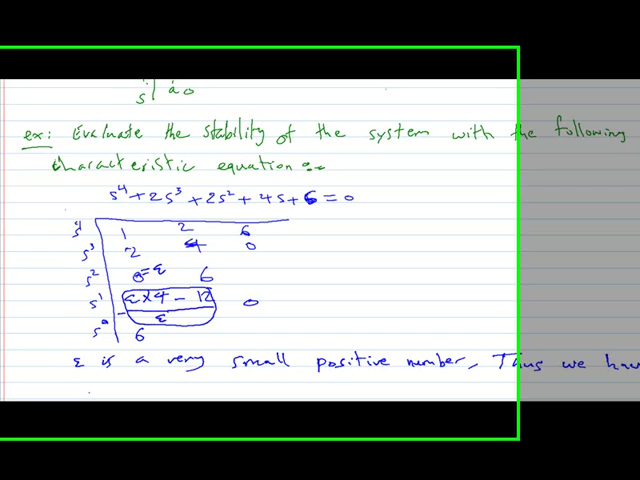 s¹ | a₀
ex: Evaluate the stability of the system with the following
characteristic equation :-
s⁴ + 2s³ + 2s² + 4s + 6 = 0
s⁴ | 1 2 6
s³ | 2 4 0
s² | 0=ε 6
s¹ | ε×4 - 12 / ε 0
s⁰ | 6
ε is a very small positive number, Thus we hav